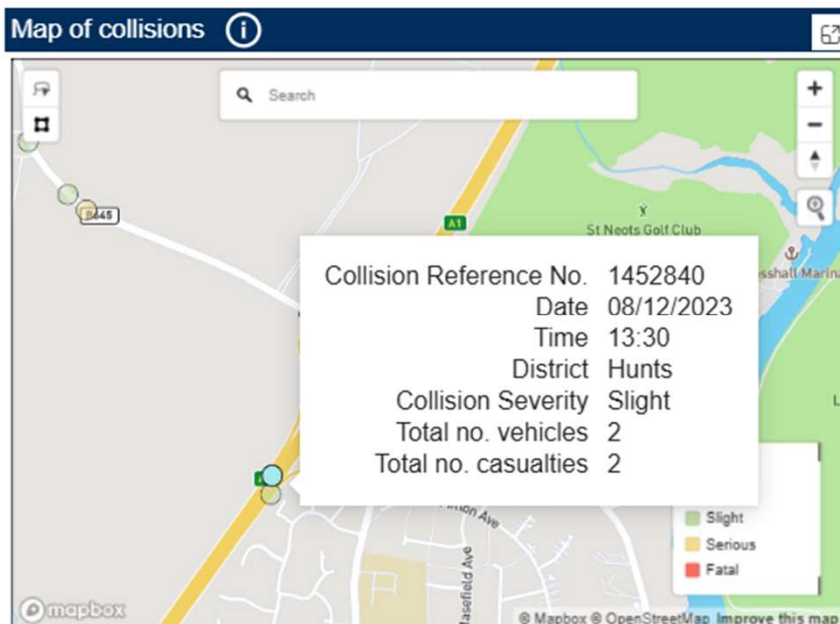 Map of collisions
Search
B645
A1
St Neots Golf Club
Collision Reference No. 1452840
Date 08/12/2023
Time 13:30
District Hunts
Collision Severity Slight
Total no. vehicles 2
Total no. casualties 2
Slight
Serious
Fatal
mapbox
© Mapbox © OpenStreetMap Improve this map